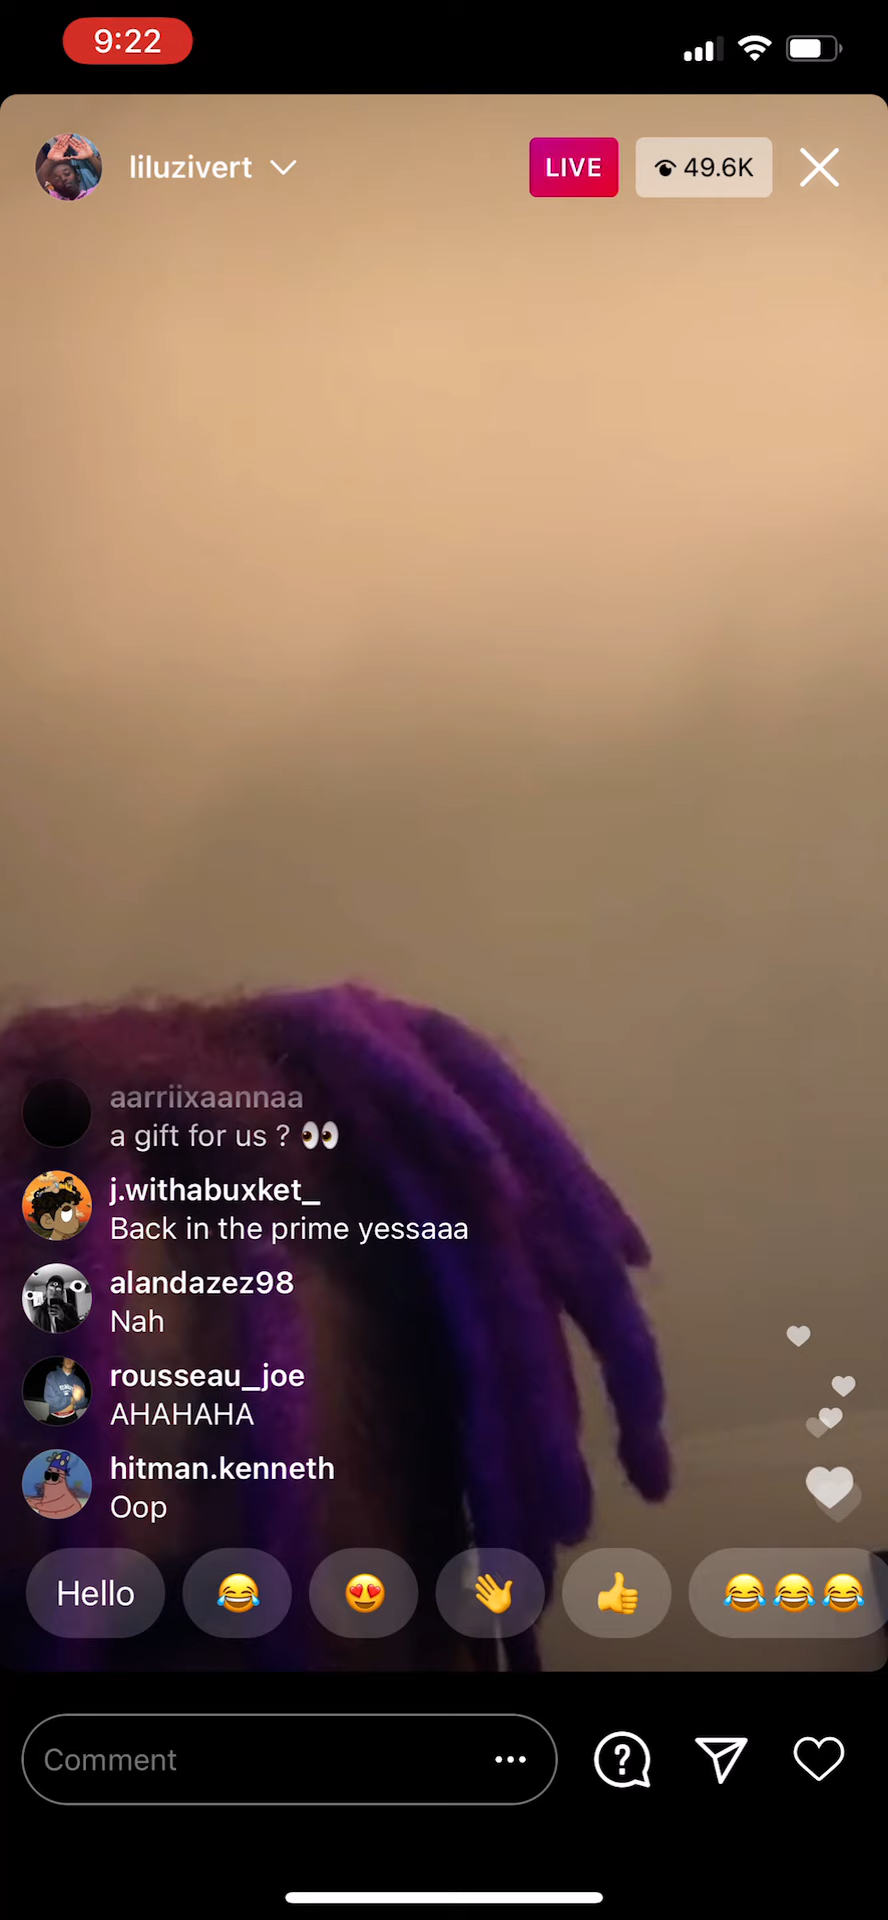 9:22
liluzivert
LIVE 49.6K
aarriixaannaa
a gift for us ? 👀
j.withabuxket_
Back in the prime yessaaa
alandazez98
Nah
rousseau_joe
AHAHAHA
hitman.kenneth
Oop
Hello 😂 😍 👋 👍 😂😂😂
Comment